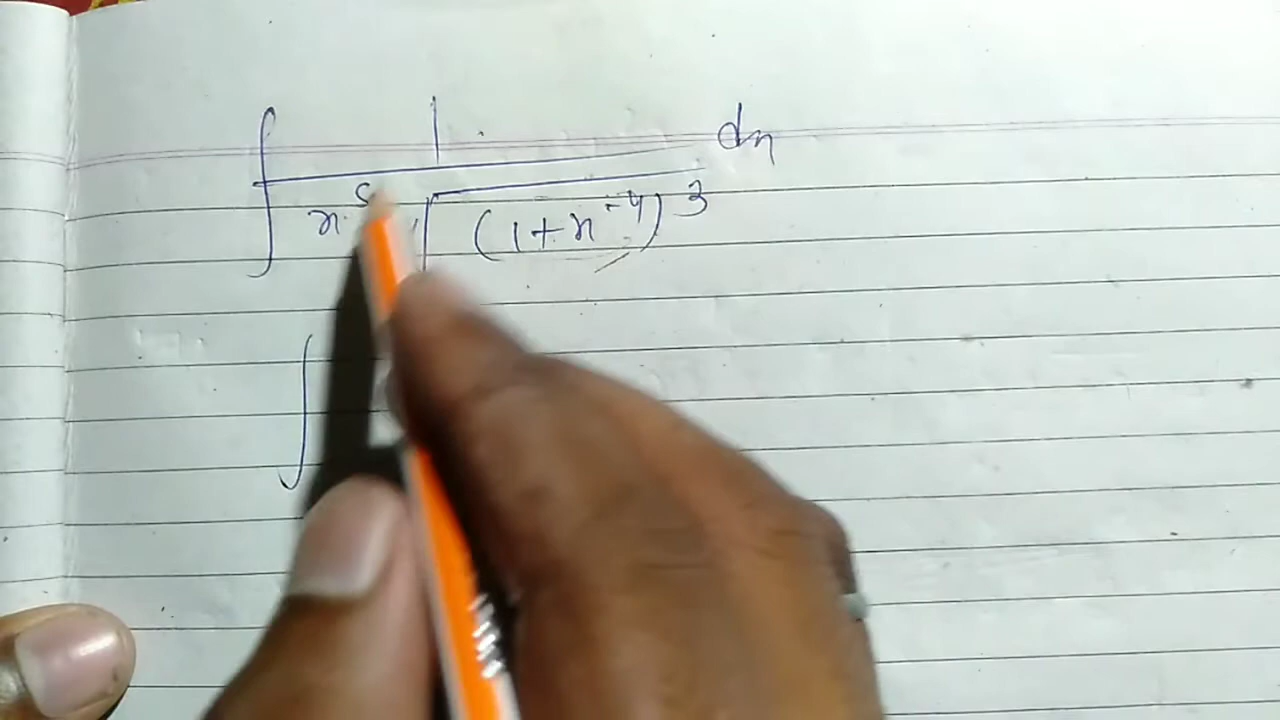 ∫ 1 / (x^5 √((1+x^-4)^3)) dx
∫